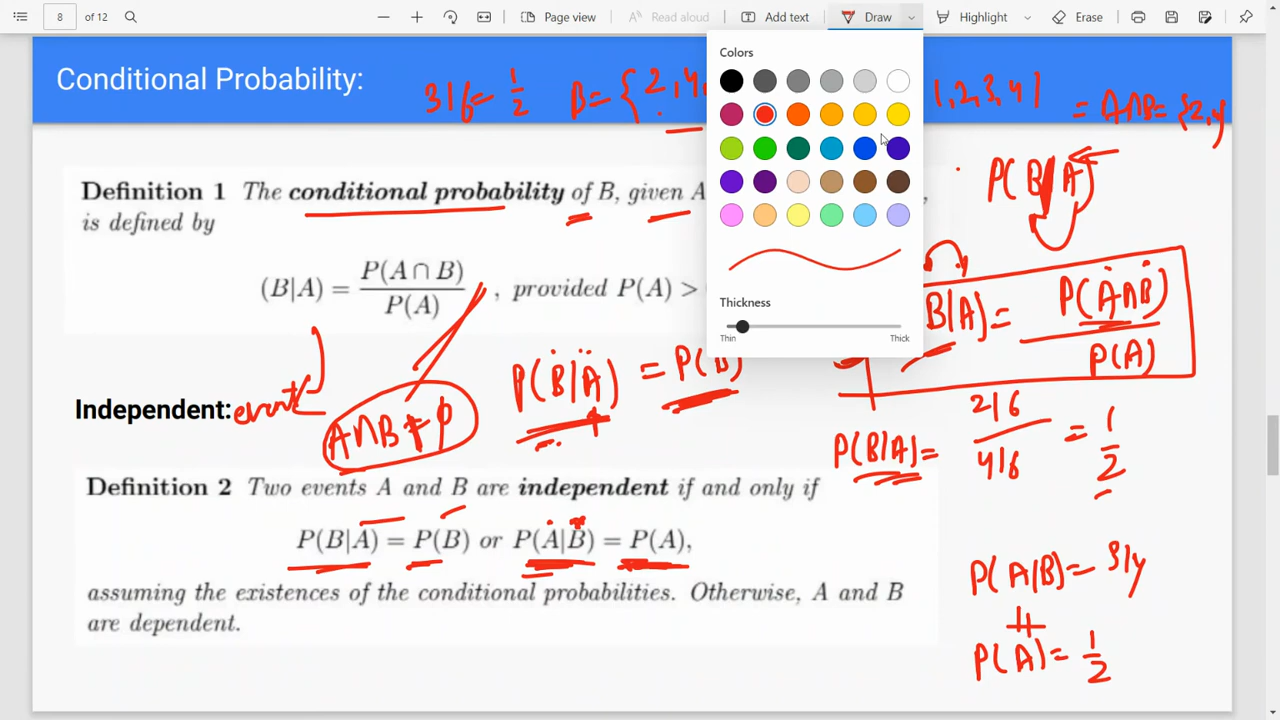 8 of 12 Page view Read aloud Add text Draw Highlight Erase
Conditional Probability:
3/6 = 1/2 B = {2,4, 1,2,3,4} = A∩B = {2,4
Colors
P(B|A)
Definition 1 The conditional probability of B, given A
is defined by
(B|A) = P(A ∩ B) / P(A) , provided P(A) >
Thickness
Thin Thick
B|A) = P(A∩B) / P(A)
P(B|A) = P(B)
Independent: event
A∩B ≠ φ
P(B|A) = 2/6 / 4/6 = 1/2
Definition 2 Two events A and B are independent if and only if
P(B|A) = P(B) or P(A|B) = P(A),
assuming the existences of the conditional probabilities. Otherwise, A and B
are dependent.
P(A|B) = 3/4
P(A) = 1/2